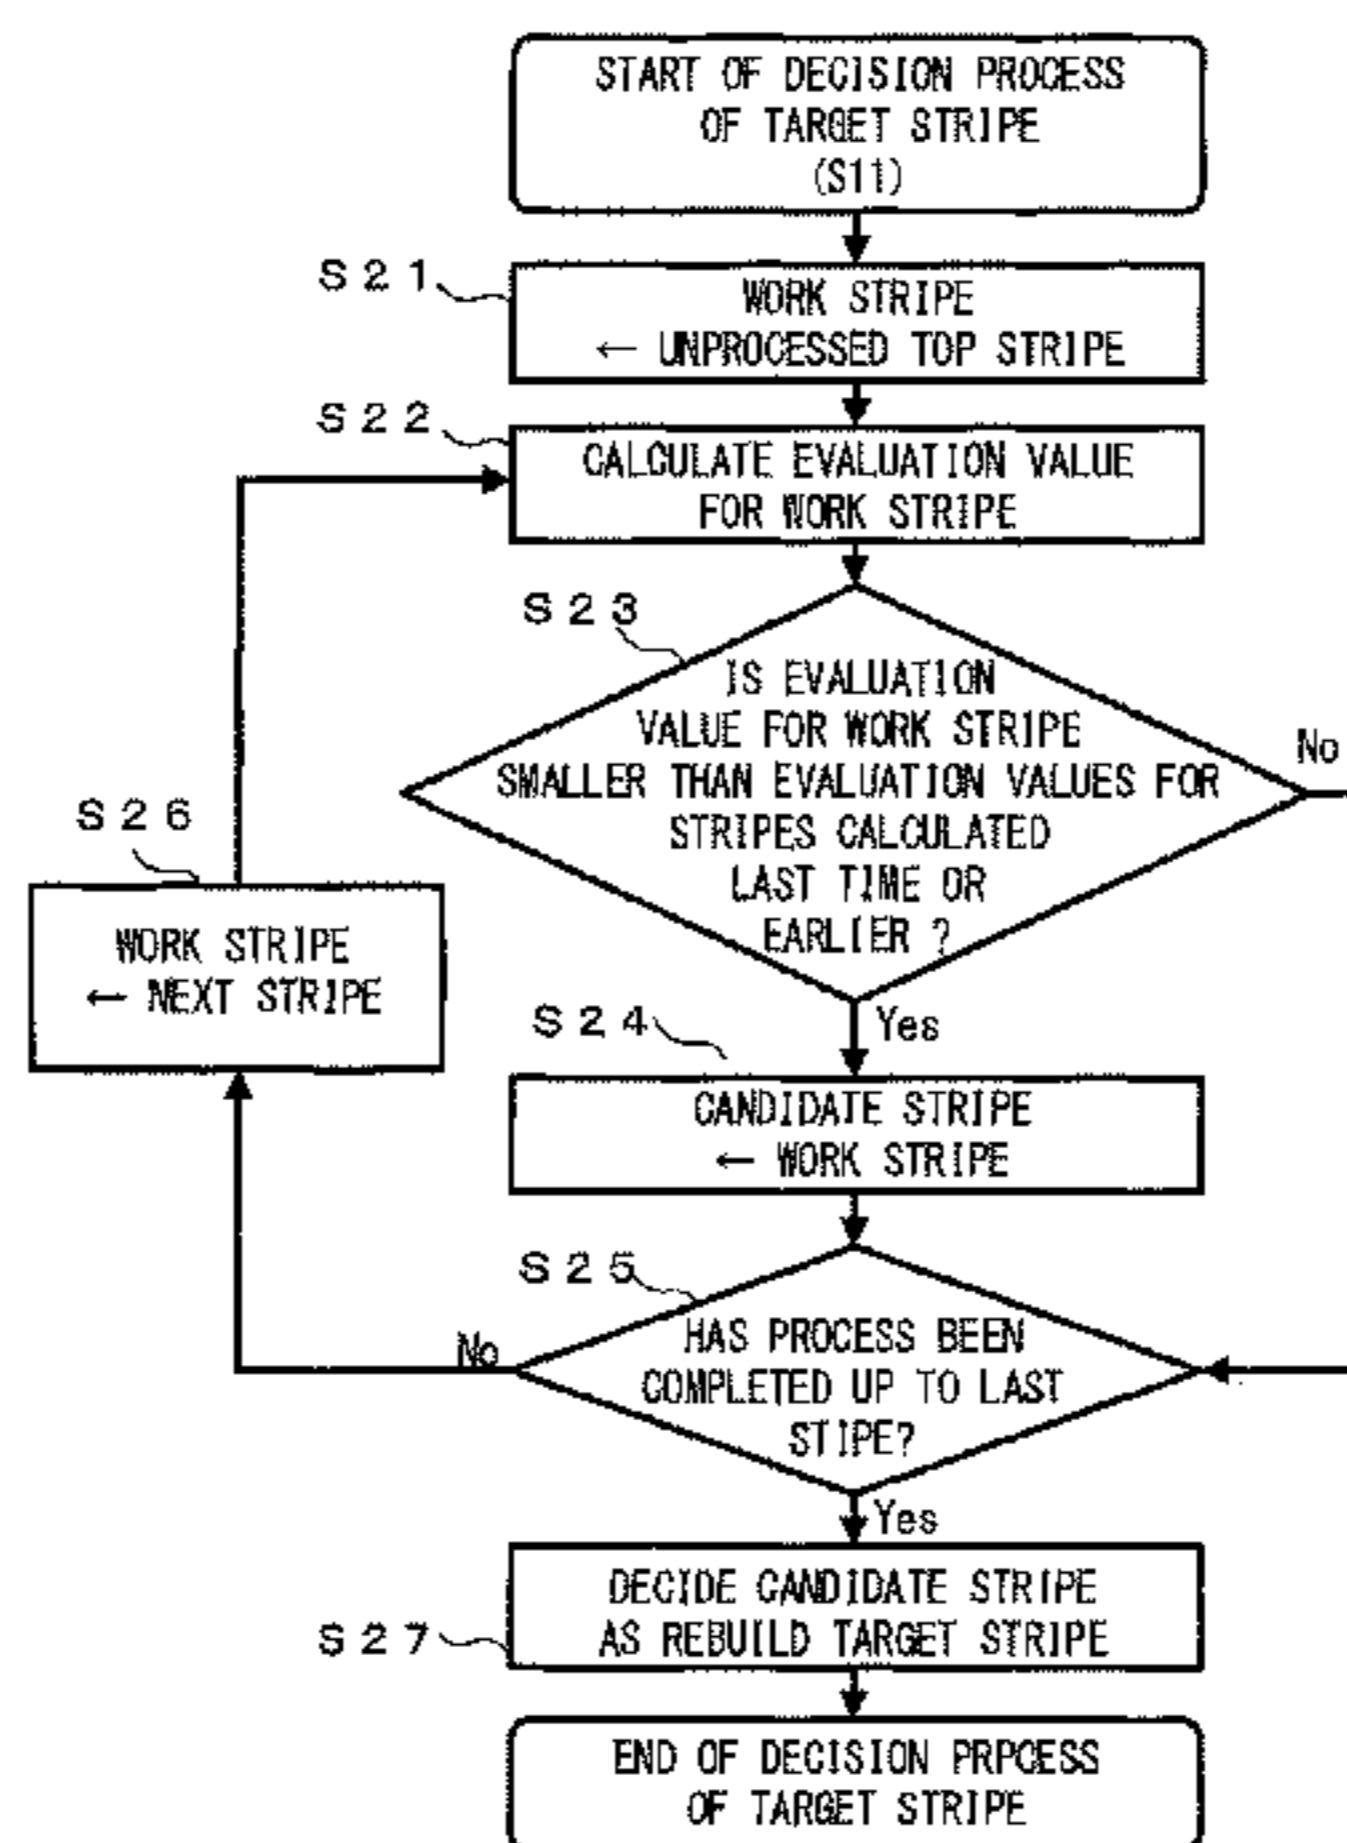 START OF DECISION PROCESS
OF TARGET STRIPE
(S11)
S21
WORK STRIPE
← UNPROCESSED TOP STRIPE
S22
CALCULATE EVALUATION VALUE
FOR WORK STRIPE
S23
IS EVALUATION
VALUE FOR WORK STRIPE
SMALLER THAN EVALUATION VALUES FOR
STRIPES CALCULATED
LAST TIME OR
EARLIER ?
No
S26
WORK STRIPE
← NEXT STRIPE
Yes
S24
CANDIDATE STRIPE
← WORK STRIPE
S25
HAS PROCESS BEEN
COMPLETED UP TO LAST
STIPE?
No
Yes
DECIDE CANDIDATE STRIPE
AS REBUILD TARGET STRIPE
S27
END OF DECISION PRPCESS
OF TARGET STRIPE